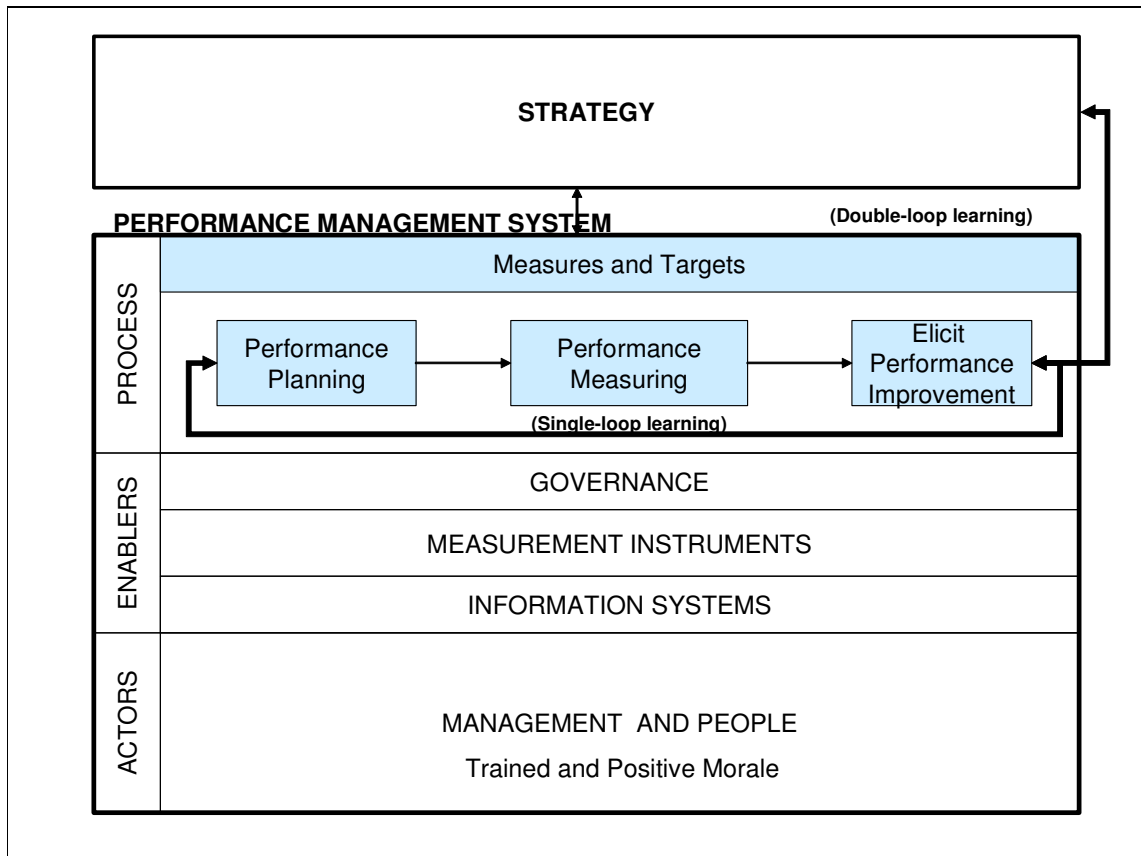 STRATEGY
PERFORMANCE MANAGEMENT SYSTEM
(Double-loop learning)
PROCESS
Measures and Targets
Performance
Planning
Performance
Measuring
Elicit
Performance
Improvement
(Single-loop learning)
ENABLERS
GOVERNANCE
MEASUREMENT INSTRUMENTS
INFORMATION SYSTEMS
ACTORS
MANAGEMENT AND PEOPLE
Trained and Positive Morale